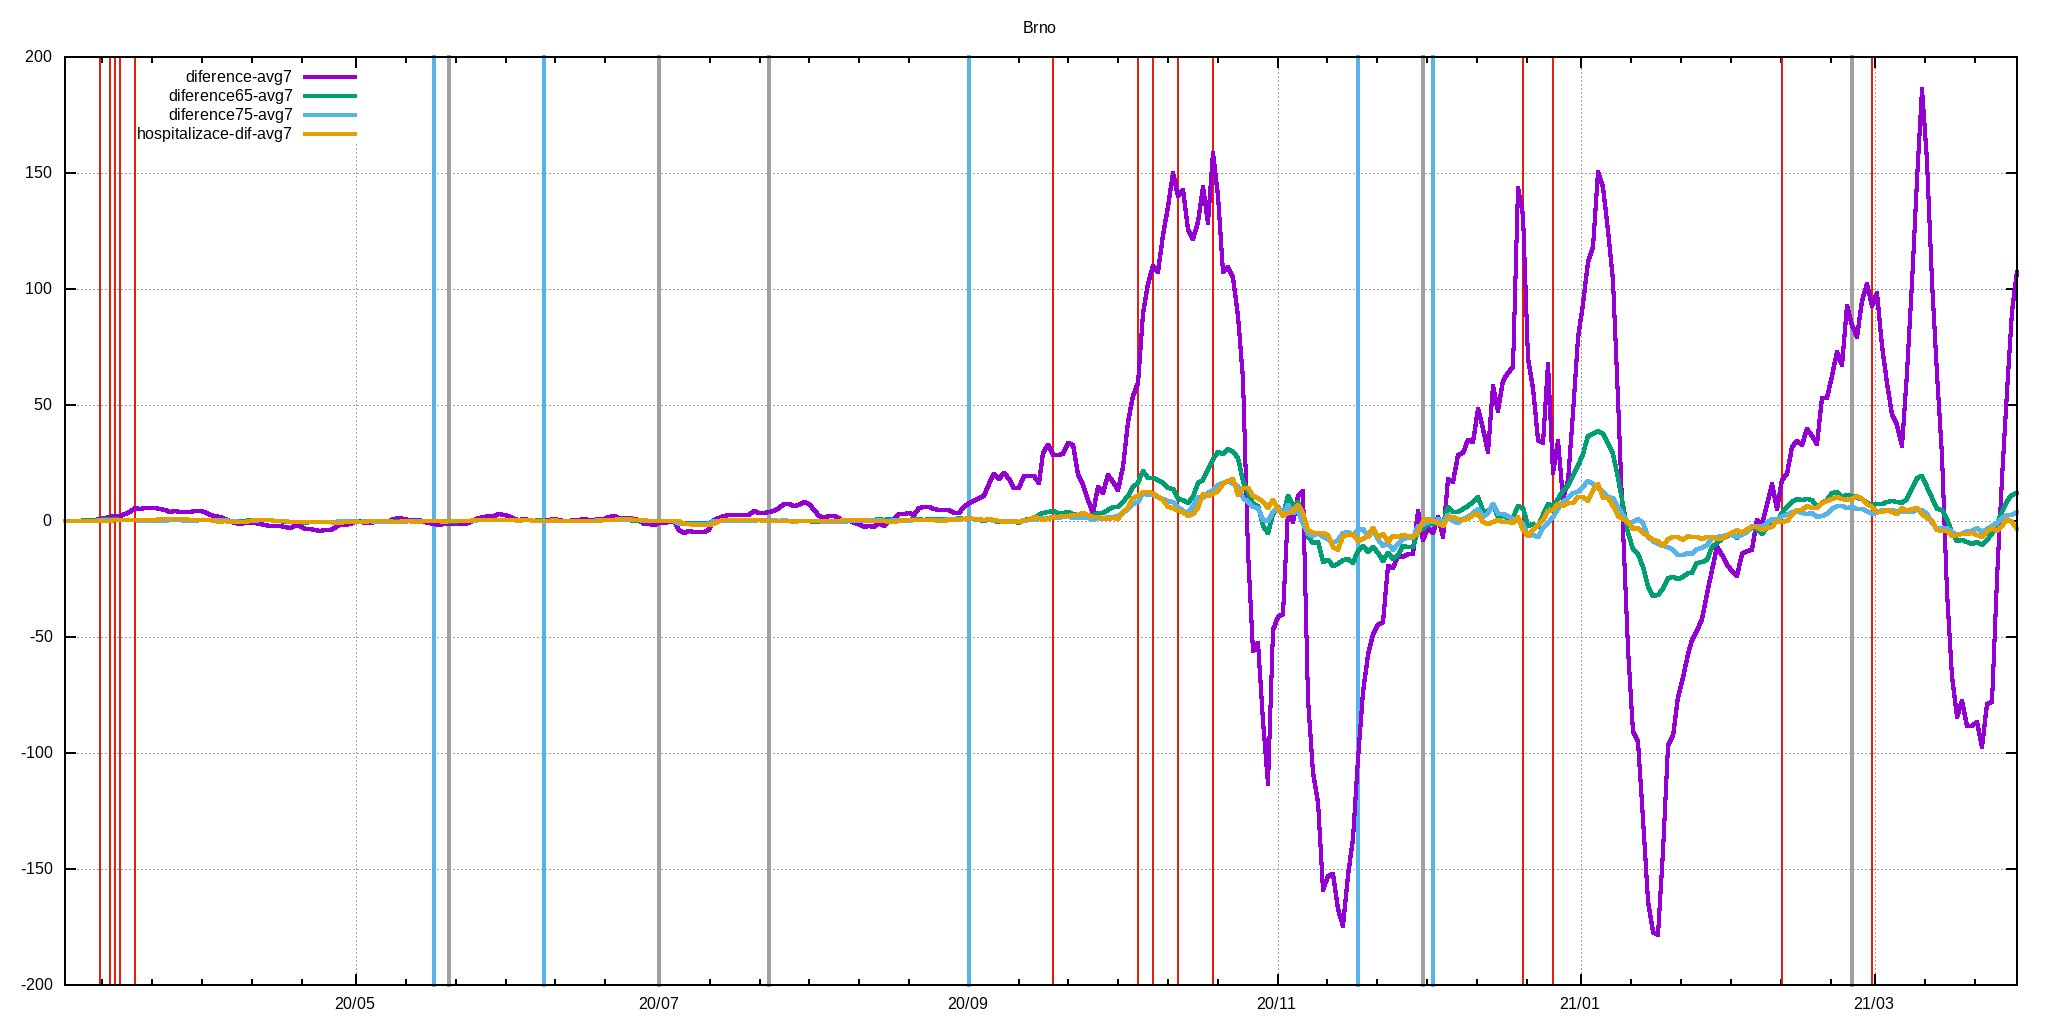 Brno
200
150
100
50
0
-50
-100
-150
-200
diference-avg7
diference65-avg7
diference75-avg7
hospitalizace-dif-avg7
20/05 20/07 20/09 20/11 21/01 21/03